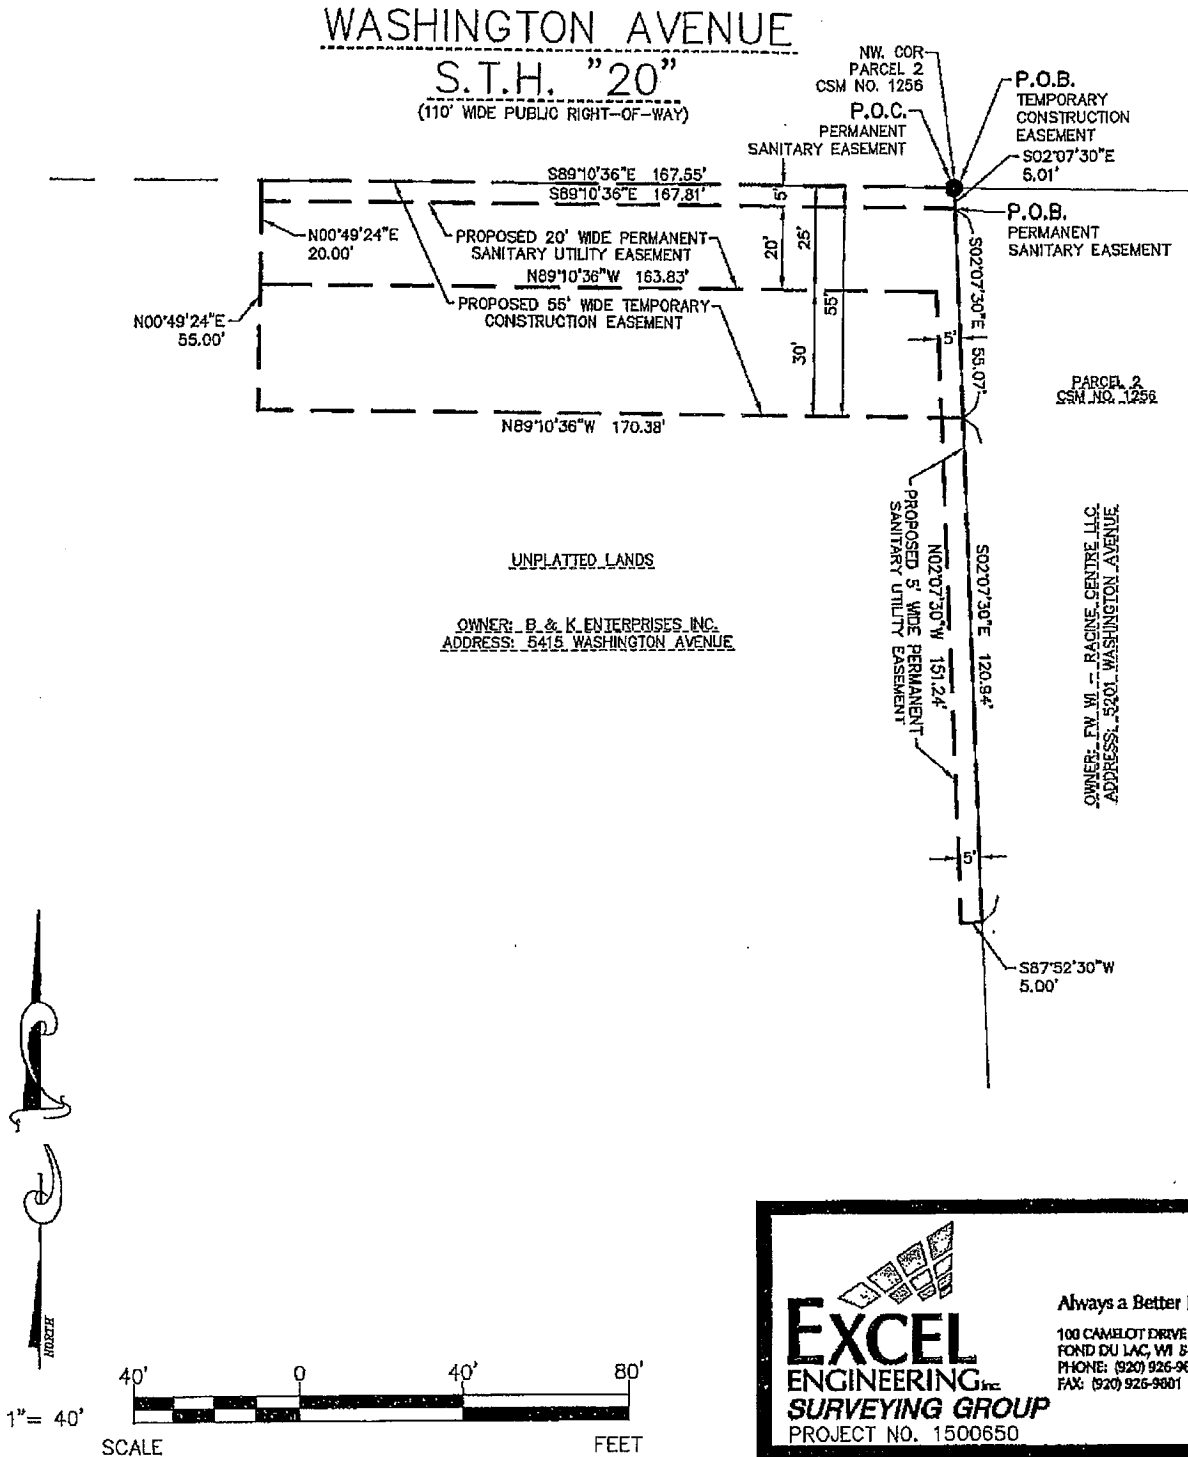 WASHINGTON AVENUE
S.T.H. "20"
(110' WIDE PUBLIC RIGHT-OF-WAY)
NW. COR
PARCEL 2
CSM NO. 1256
P.O.C.
PERMANENT
SANITARY EASEMENT
P.O.B.
TEMPORARY
CONSTRUCTION
EASEMENT
S02°07'30"E
5.01'
P.O.B.
PERMANENT
SANITARY EASEMENT
S89°10'36"E 167.55'
S89°10'36"E 167.81'
5'
N00°49'24"E
20.00'
PROPOSED 20' WIDE PERMANENT
SANITARY UTILITY EASEMENT
20'
25'
N89°10'36"W 163.83'
PROPOSED 55' WIDE TEMPORARY
CONSTRUCTION EASEMENT
55'
30'
N00°49'24"E
55.00'
S02°07'30"E 55.07'
5'
PARCEL 2
CSM NO. 1256
N89°10'36"W 170.38'
UNPLATTED LANDS
OWNER: B & K ENTERPRISES INC.
ADDRESS: 5415 WASHINGTON AVENUE
PROPOSED 5' WIDE PERMANENT
SANITARY UTILITY EASEMENT
N02°07'30"W 151.24'
S02°07'30"E 120.94'
OWNER: FW WI - RACINE CENTRE LLC
ADDRESS: 5201 WASHINGTON AVENUE
5'
S87°52'30"W
5.00'
NORTH
40' 0 40' 80'
1"= 40'
SCALE FEET
EXCEL
ENGINEERING Inc.
SURVEYING GROUP
PROJECT NO. 1500650
Always a Better
100 CAMELOT DRIVE
FOND DU LAC, WI
PHONE: (920) 926-98
FAX: (920) 926-9801